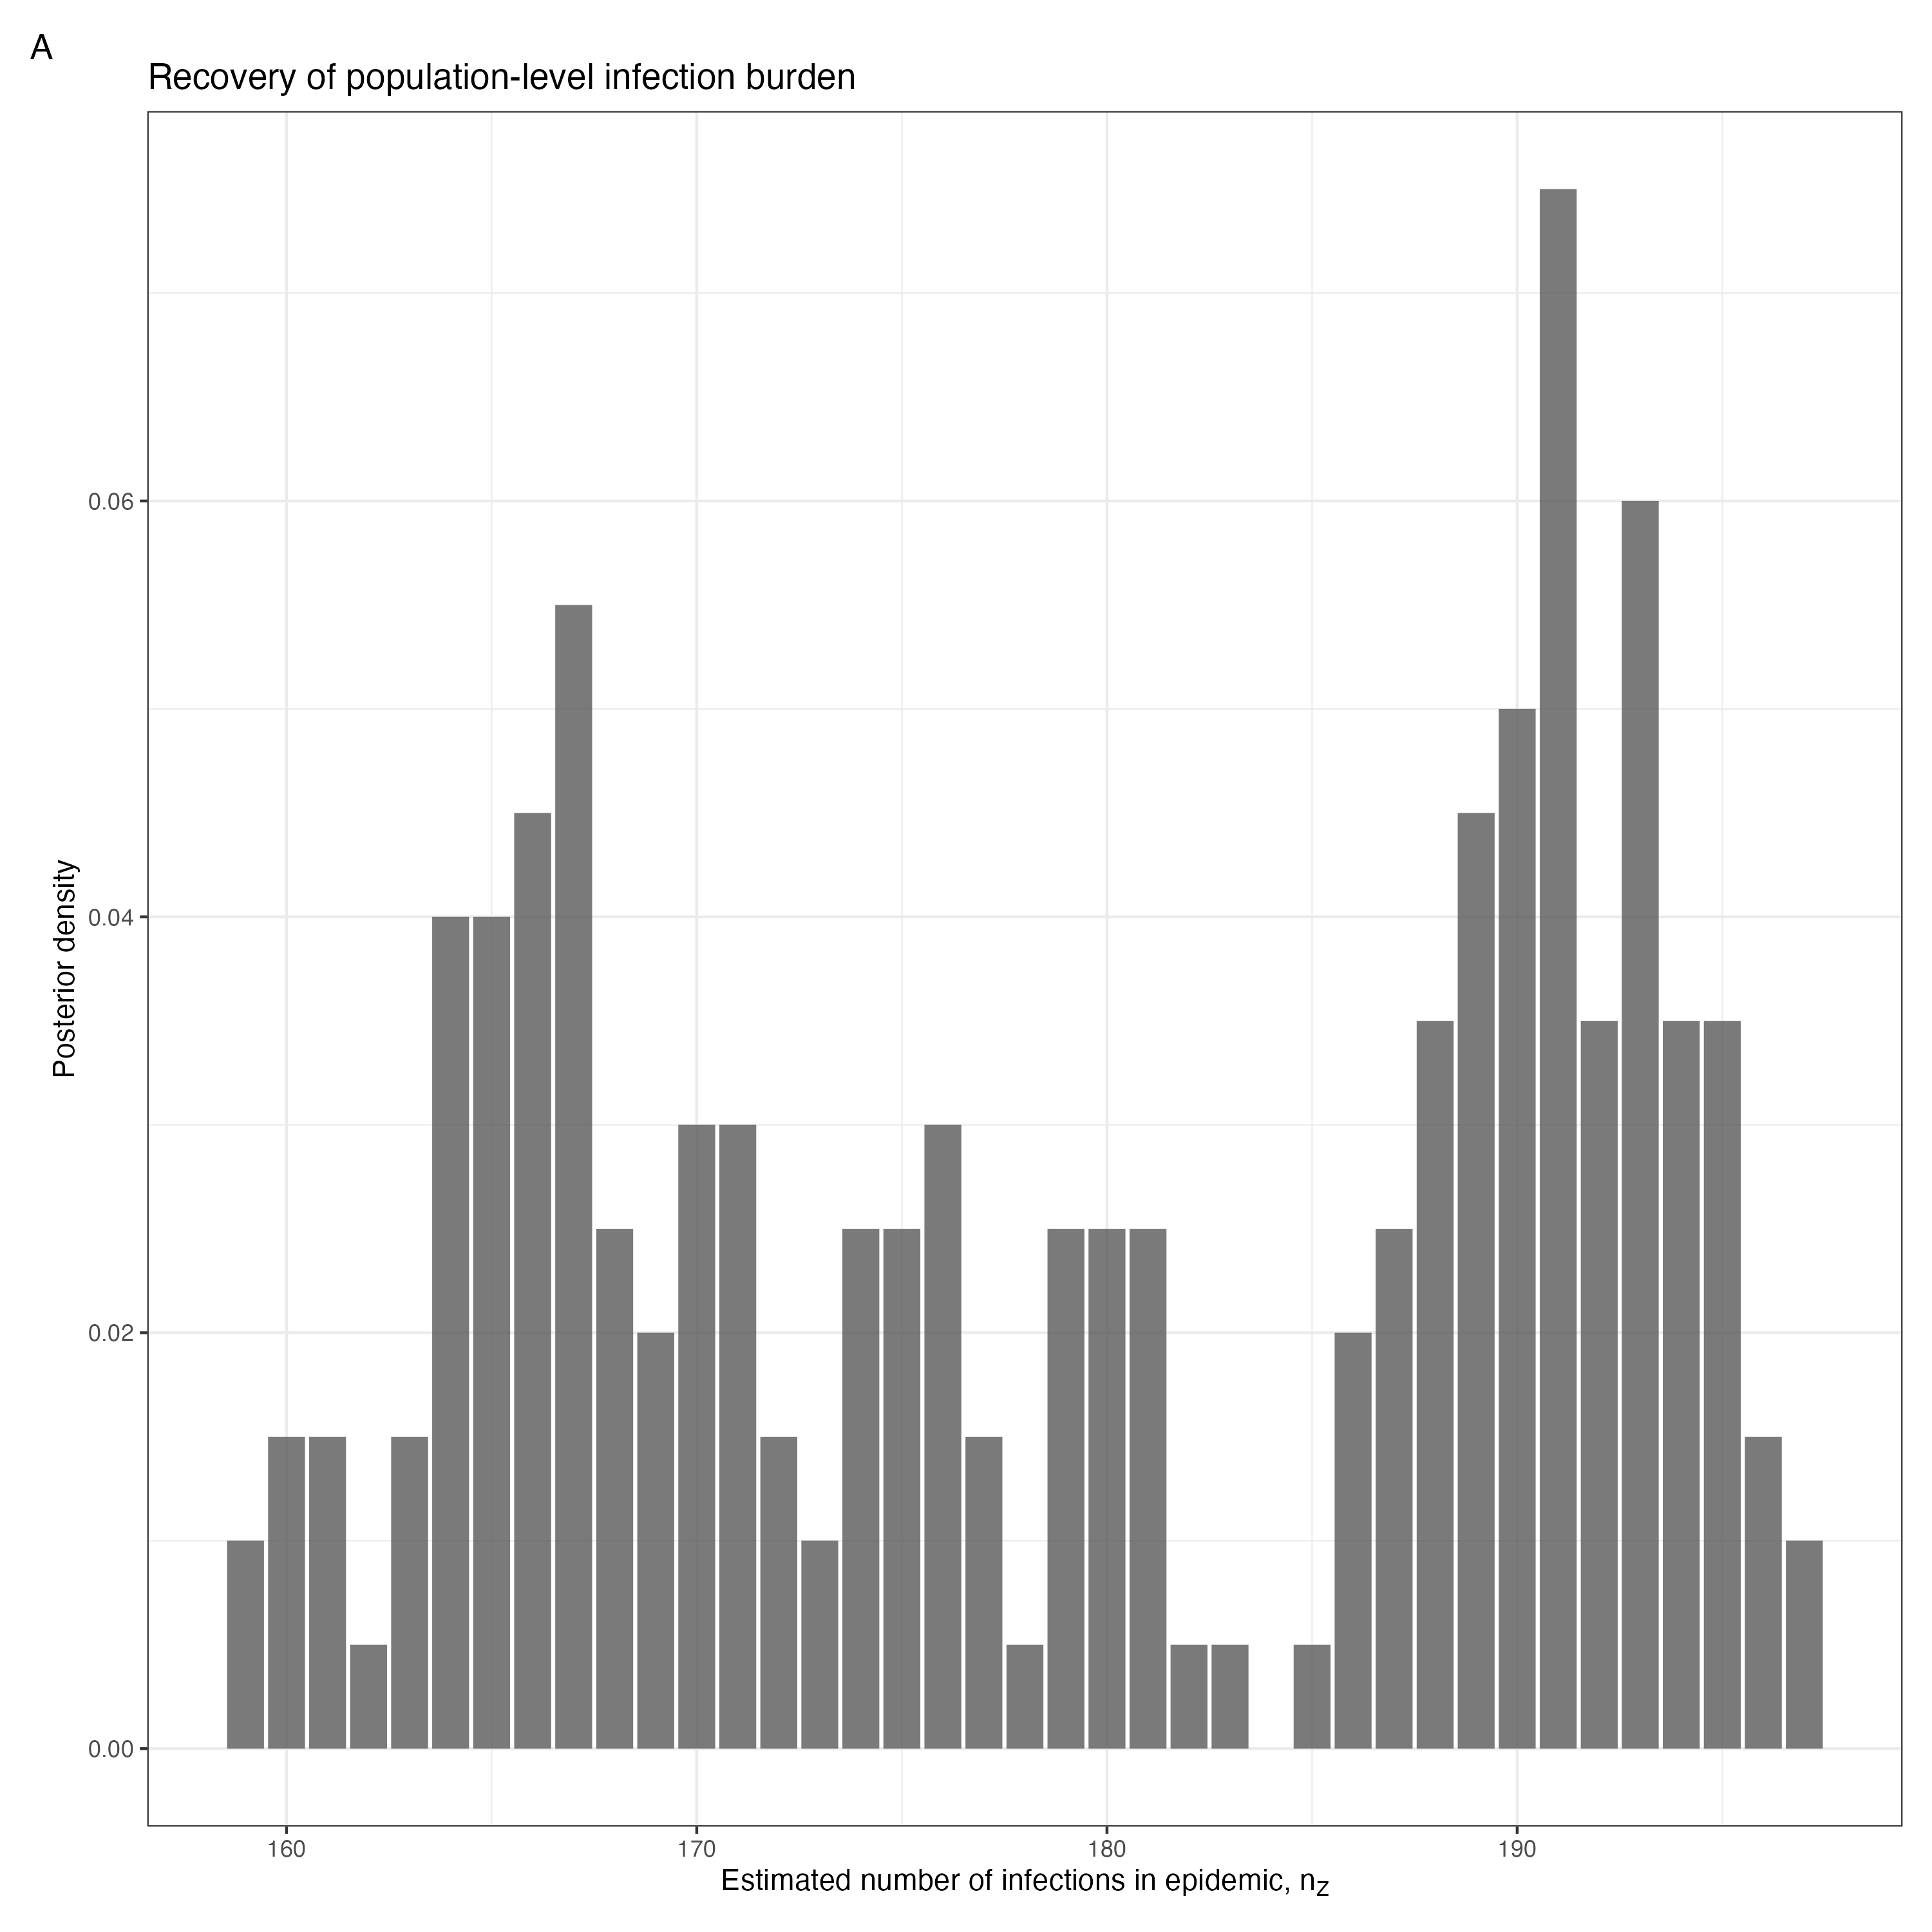 A
Recovery of population-level infection burden
Posterior density
0.06
0.04
0.02
0.00
160 170 180 190
Estimated number of infections in epidemic, nZ